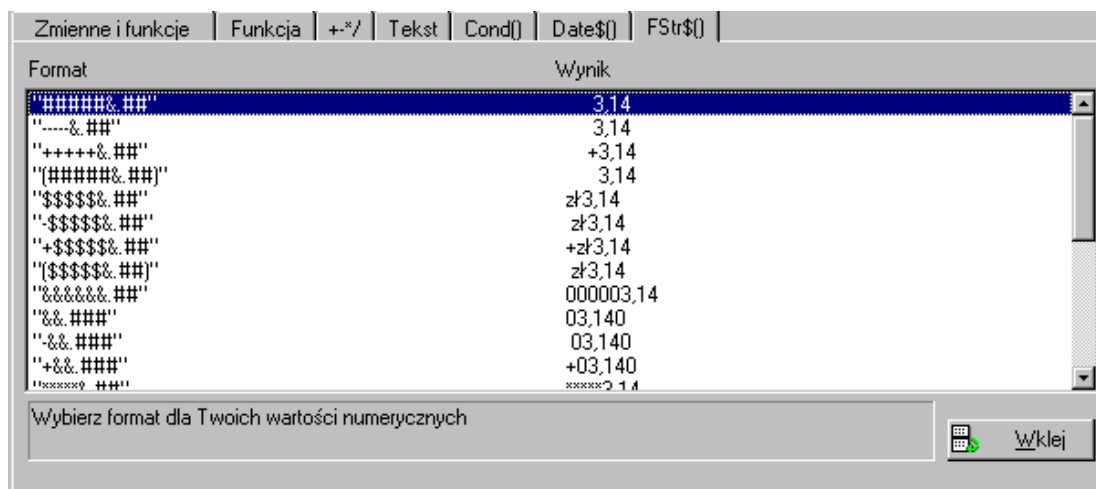 Zmienne i funkcje Funkcja +-*/ Tekst Cond() Date$() FStr$()
Format Wynik
"#####&.##" 3,14
"-----&.##" 3,14
"+++++&.##" +3,14
"(#####&.##)" 3,14
"$$$$$&.##" zł3,14
"-$$$$$&.##" zł3,14
"+$$$$$&.##" +zł3,14
"($$$$$&.##)" zł3,14
"&&&&&&.##" 000003,14
"&&.###" 03,140
"-&&.###" 03,140
"+&&.###" +03,140
"*****&.##" *****3,14
Wybierz format dla Twoich wartości numerycznych
Wklej